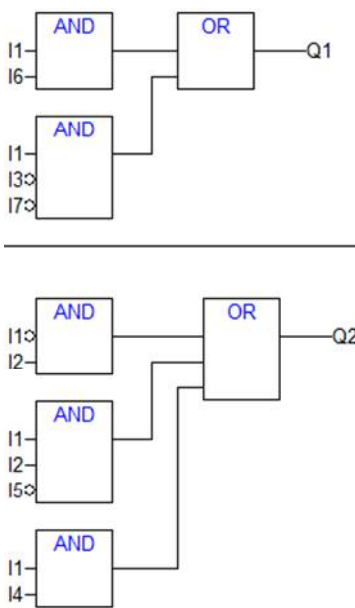 AND OR
I1 Q1
I6
AND
I1
I3
I7
AND OR
I1 Q2
I2
AND
I1
I2
I5
AND
I1
I4